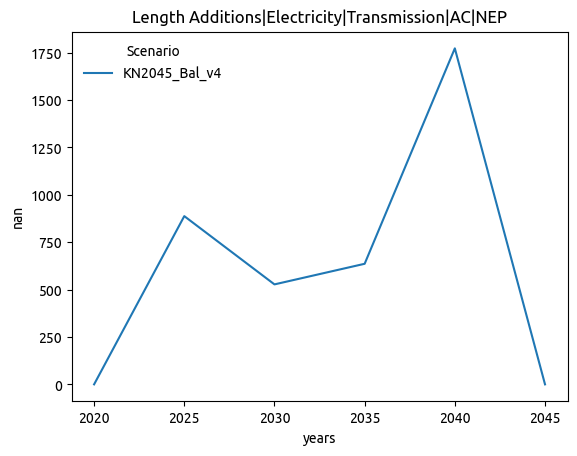 Length Additions|Electricity|Transmission|AC|NEP
Scenario
KN2045_Bal_v4
1750
1500
1250
1000
750
500
250
0
nan
2020 2025 2030 2035 2040 2045
years